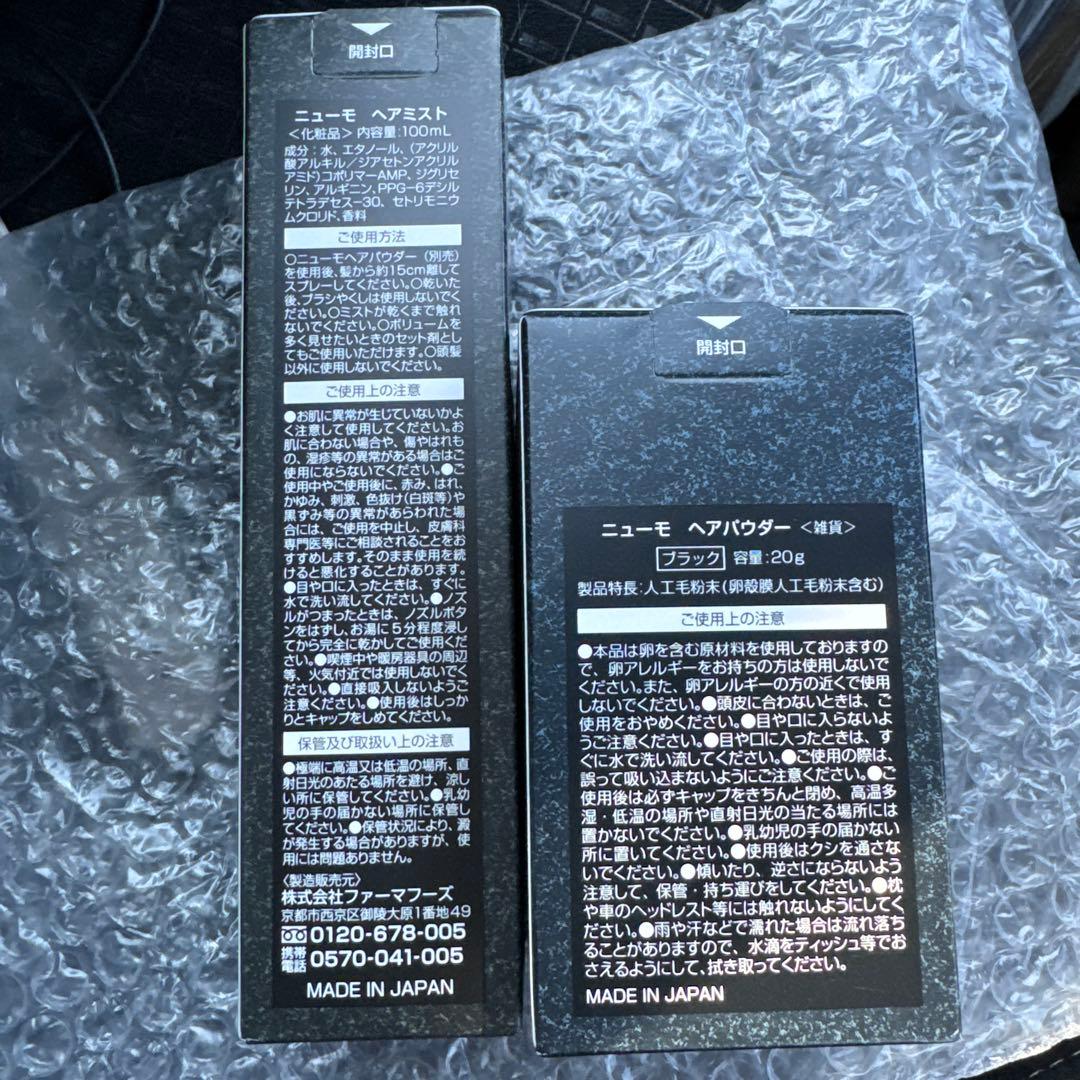 開封口
ニューモ ヘアミスト
<化粧品> 内容量:100mL
成分:水、エタノール、(アクリル
酸アルキル/ジアセトンアクリル
アミド)コポリマーAMP、ジグリセ
リン、アルギニン、PPG-6デシル
テトラデセス-30、セトリモニウ
ムクロリド、香料
ご使用方法
〇ニューモヘアパウダー(別売)
を使用後、髪から約15cm離して
スプレーしてください。〇乾いた
後、ブラシやくしは使用しないでく
ださい。〇ミストが乾くまで触れ
ないでください。〇ボリュームを
多く見せたいときのセット剤とし
てもご使用いただけます。〇頭髪
以外に使用しないでください。
ご使用上の注意
●お肌に異常が生じていないかよ
く注意して使用してください。お
肌に合わない場合や、傷やはれも
の、湿疹等の異常がある場合はご
使用にならないでください。●ご
使用中やご使用後に、赤み、はれ、
かゆみ、刺激、色抜け(白斑等)や
黒ずみ等の異常があらわれた場
合には、ご使用を中止し、皮膚科
専門医等にご相談されることをお
すすめします。そのまま使用を続
けると悪化することがあります。
●目や口に入ったときは、すぐに
水で洗い流してください。●ノズ
ルがつまったときは、ノズルボタ
ンをはずし、お湯に5分程度浸し
てから完全に乾かしてご使用くだ
さい。●喫煙中や暖房器具の周辺
等、火気付近では使用しないでく
ださい。●直接吸入しないようご
注意ください。●使用後はしっか
りとキャップをしめてください。
保管及び取扱い上の注意
●極端に高温又は低温の場所、直
射日光のあたる場所を避け、涼し
い所に保管してください。●乳幼
児の手の届かない場所に保管し
てください。●保管状況により、澱
が発生する場合がありますが、使
用には問題ありません。
〈製造販売元〉
株式会社ファーマフーズ
京都市西京区御陵大原1番地49
0120-678-005
携帯電話 0570-041-005
MADE IN JAPAN
開封口
ニューモ ヘアパウダー <雑貨>
ブラック 容量:20g
製品特長:人工毛粉末(卵殻膜人工毛粉末含む)
ご使用上の注意
●本品は卵を含む原材料を使用しておりますの
で、卵アレルギーをお持ちの方は使用しないで
ください。また、卵アレルギーの方の近くで使用
しないでください。●頭皮に合わないときは、ご
使用をおやめください。●目や口に入らないよ
うご注意ください。●目や口に入ったときは、す
ぐに水で洗い流してください。●ご使用の際は、
誤って吸い込まないようにご注意ください。●ご
使用後は必ずキャップをきちんと閉め、高温多
湿・低温の場所や直射日光の当たる場所には
置かないでください。●乳幼児の手の届かない
所に置いてください。●使用後はクシを通さな
いでください。●傾いたり、逆さにならないよう
注意して、保管・持ち運びをしてください。●枕
や車のヘッドレスト等には触れないようにしてく
ださい。●雨や汗などで濡れた場合は流れ落ち
ることがありますので、水滴をティッシュ等でお
さえるようにして、拭き取ってください。
MADE IN JAPAN